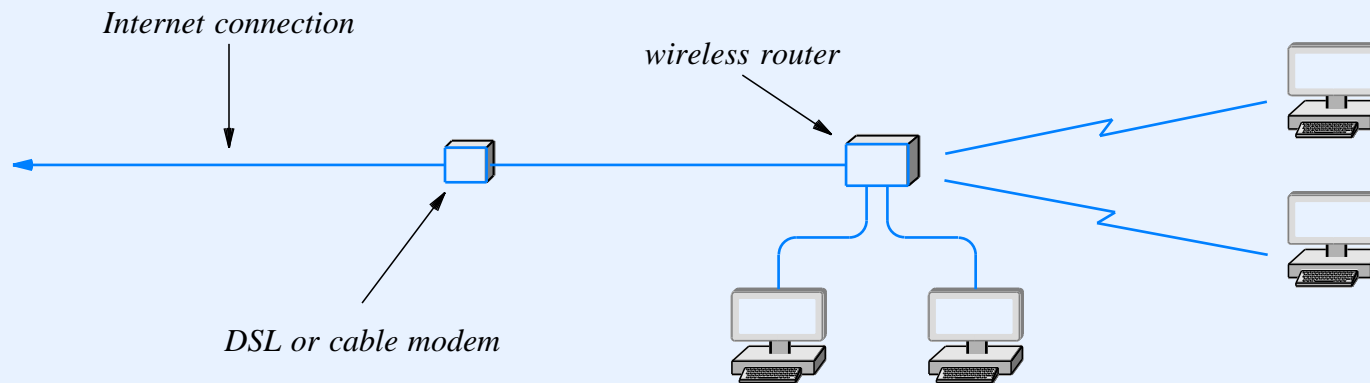 Internet connection
wireless router
DSL or cable modem